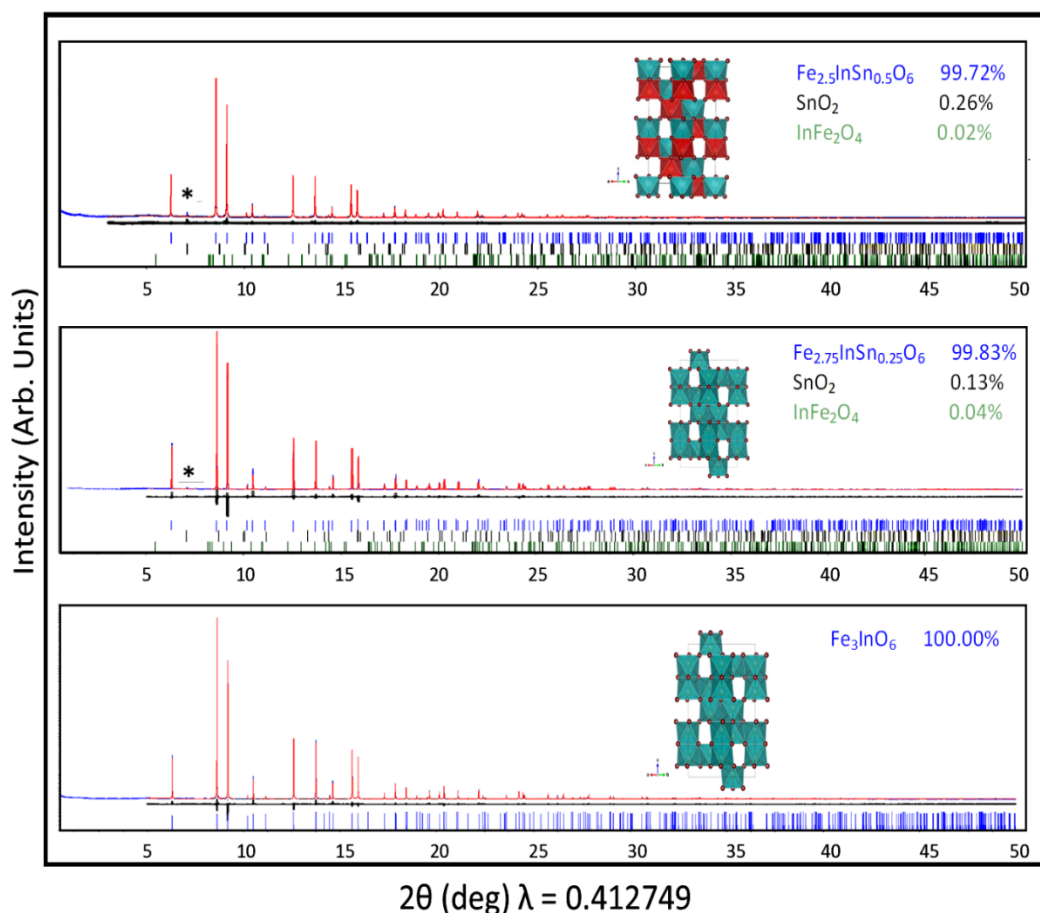 Fe₂.₅InSn₀.₅O₆ 99.72%
SnO₂ 0.26%
InFe₂O₄ 0.02%
*
5 10 15 20 25 30 35 40 45 50
Fe₂.₇₅InSn₀.₂₅O₆ 99.83%
SnO₂ 0.13%
InFe₂O₄ 0.04%
*
5 10 15 20 25 30 35 40 45 50
Fe₃InO₆ 100.00%
5 10 15 20 25 30 35 40 45 50
Intensity (Arb. Units)
2θ (deg) λ = 0.412749